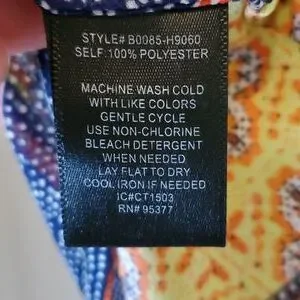 STYLE# B0085-H9060
SELF:100% POLYESTER
MACHINE WASH COLD
WITH LIKE COLORS
GENTLE CYCLE
USE NON-CHLORINE
BLEACH DETERGENT
WHEN NEEDED
LAY FLAT TO DRY
COOL IRON IF NEEDED
IC#CT1503
RN# 95377